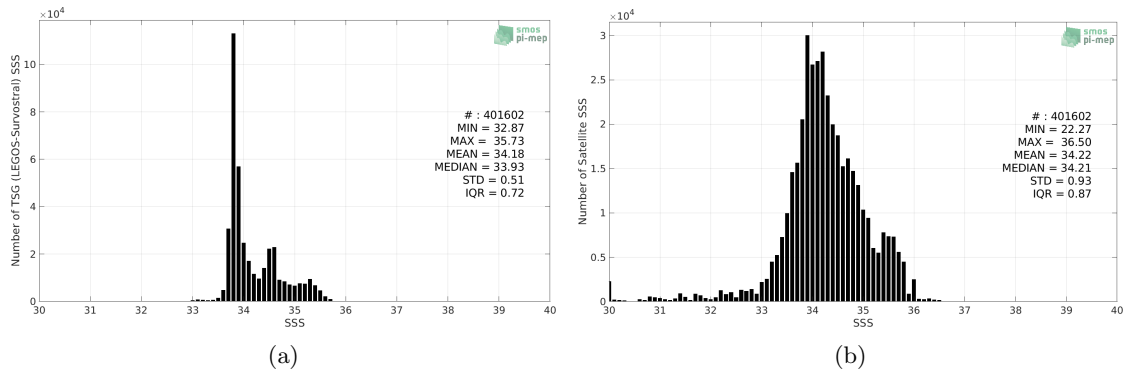 ×10⁴
12
10
8
6
4
2
0
30 31 32 33 34 35 36 37 38 39 40
SSS
Number of TSG (LEGOS-Survostral) SSS
smos
pi-mep
# : 401602
MIN = 32.87
MAX = 35.73
MEAN = 34.18
MEDIAN = 33.93
STD = 0.51
IQR = 0.72
(a)
×10⁴
3
2.5
2
1.5
1
0.5
0
30 31 32 33 34 35 36 37 38 39 40
SSS
Number of Satellite SSS
smos
pi-mep
# : 401602
MIN = 22.27
MAX = 36.50
MEAN = 34.22
MEDIAN = 34.21
STD = 0.93
IQR = 0.87
(b)